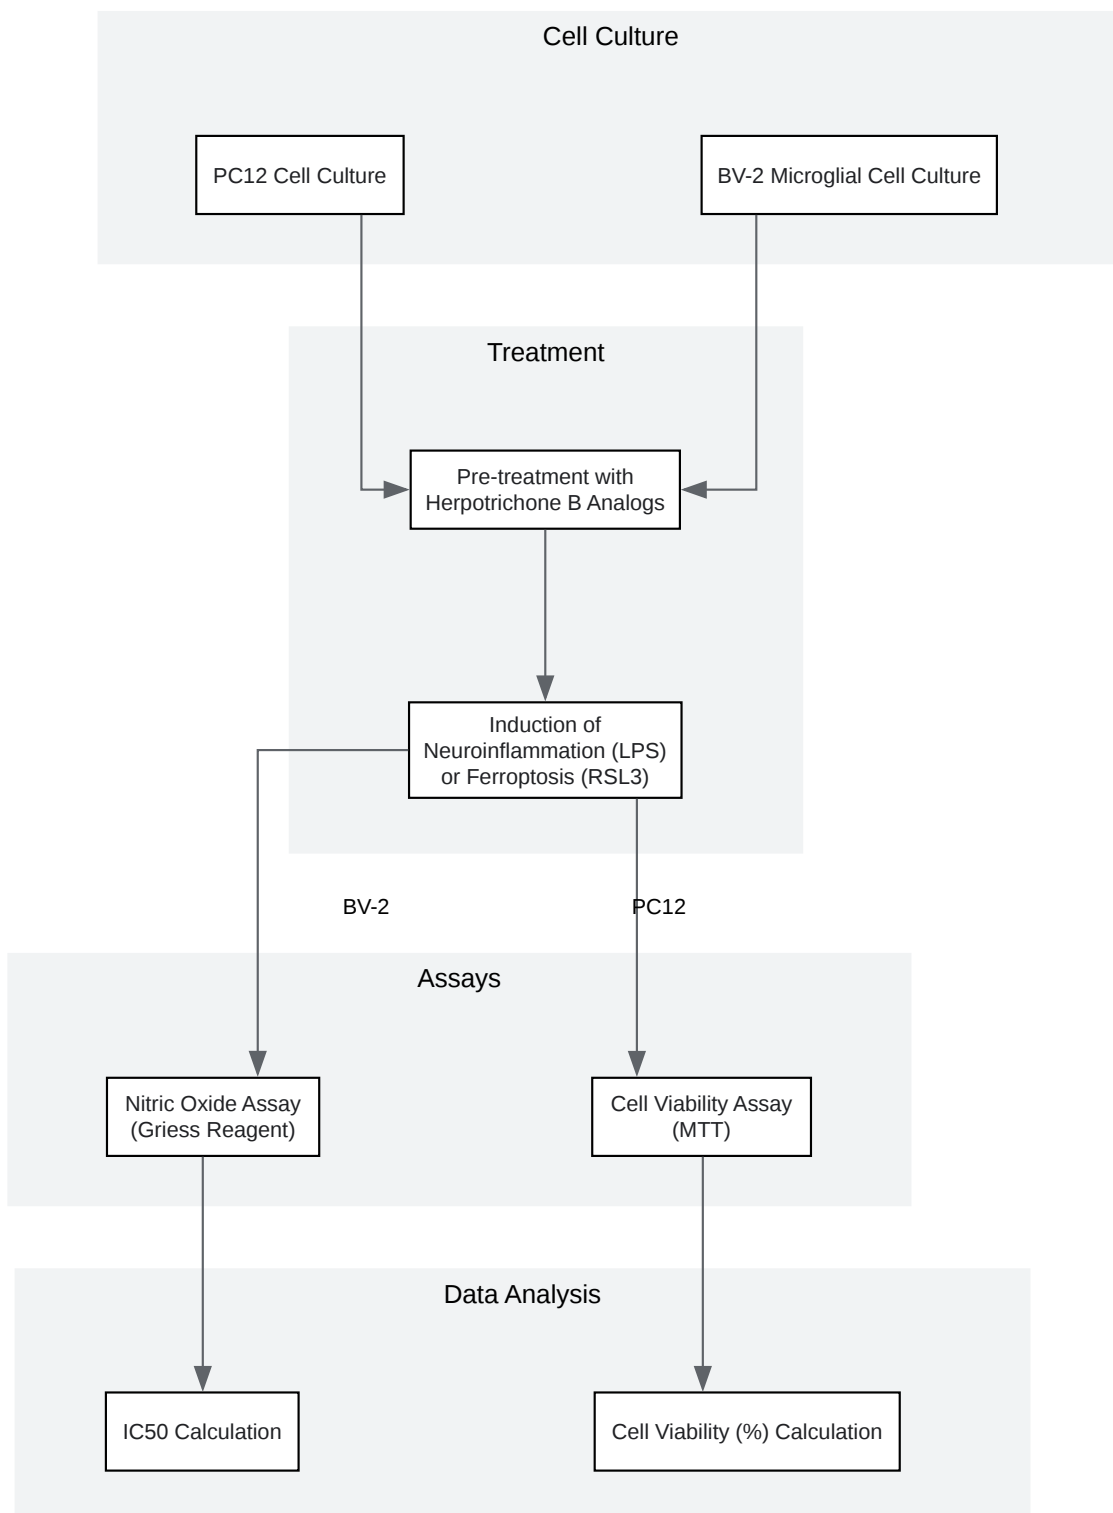 Cell Culture
PC12 Cell Culture
BV-2 Microglial Cell Culture
Treatment
Pre-treatment with
Herpotrichone B Analogs
Induction of
Neuroinflammation (LPS)
or Ferroptosis (RSL3)
BV-2
PC12
Assays
Nitric Oxide Assay
(Griess Reagent)
Cell Viability Assay
(MTT)
Data Analysis
IC50 Calculation
Cell Viability (%) Calculation